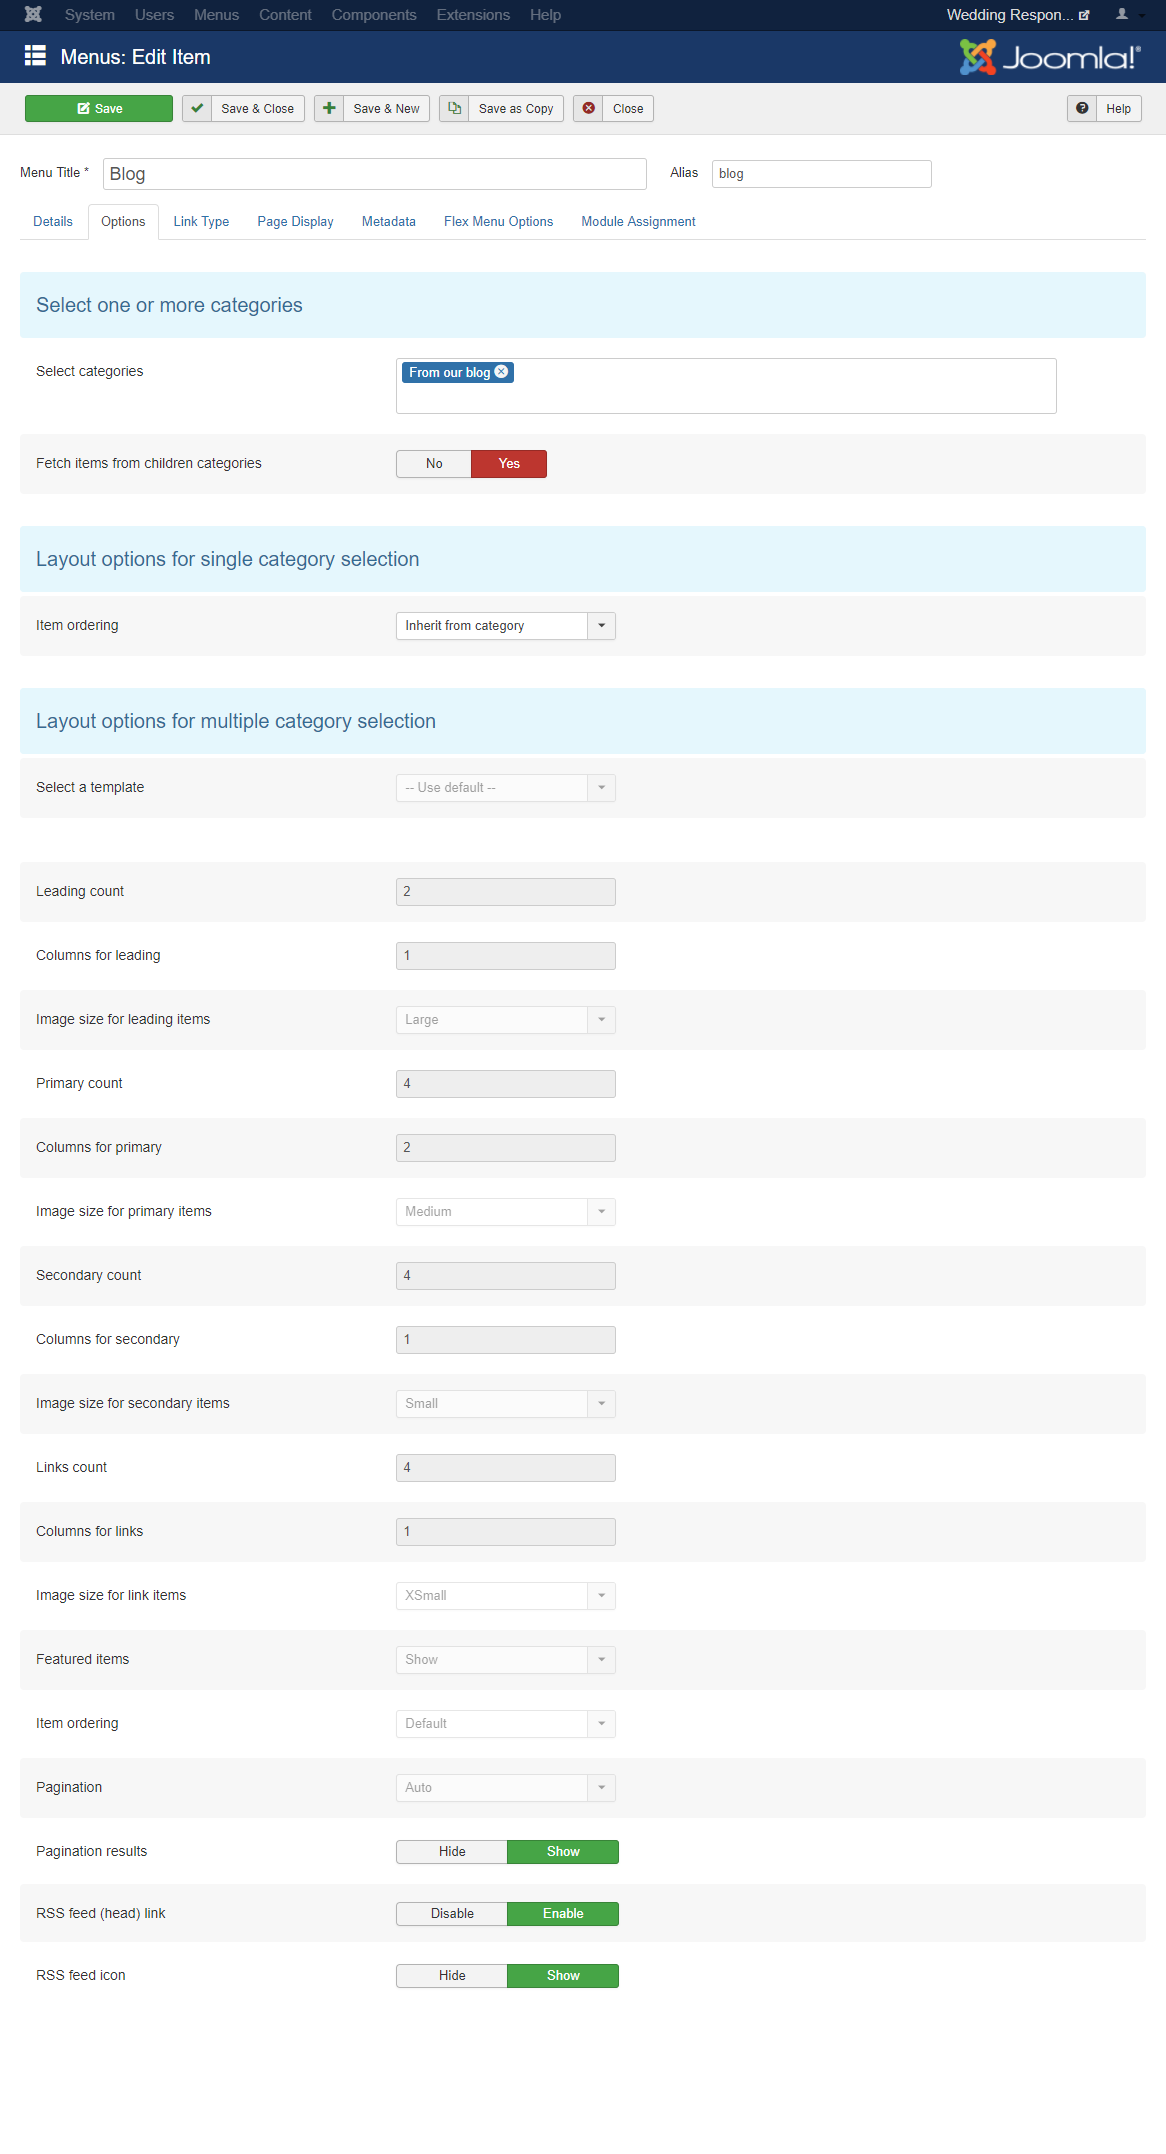 System Users Menus Content Components Extensions Help Wedding Respon...
Menus: Edit Item Joomla!®
Save Save & Close Save & New Save as Copy Close Help
Menu Title * Blog Alias blog
Details Options Link Type Page Display Metadata Flex Menu Options Module Assignment
Select one or more categories
Select categories From our blog
Fetch items from children categories No Yes
Layout options for single category selection
Item ordering Inherit from category
Layout options for multiple category selection
Select a template -- Use default --
Leading count 2
Columns for leading 1
Image size for leading items Large
Primary count 4
Columns for primary 2
Image size for primary items Medium
Secondary count 4
Columns for secondary 1
Image size for secondary items Small
Links count 4
Columns for links 1
Image size for link items XSmall
Featured items Show
Item ordering Default
Pagination Auto
Pagination results Hide Show
RSS feed (head) link Disable Enable
RSS feed icon Hide Show